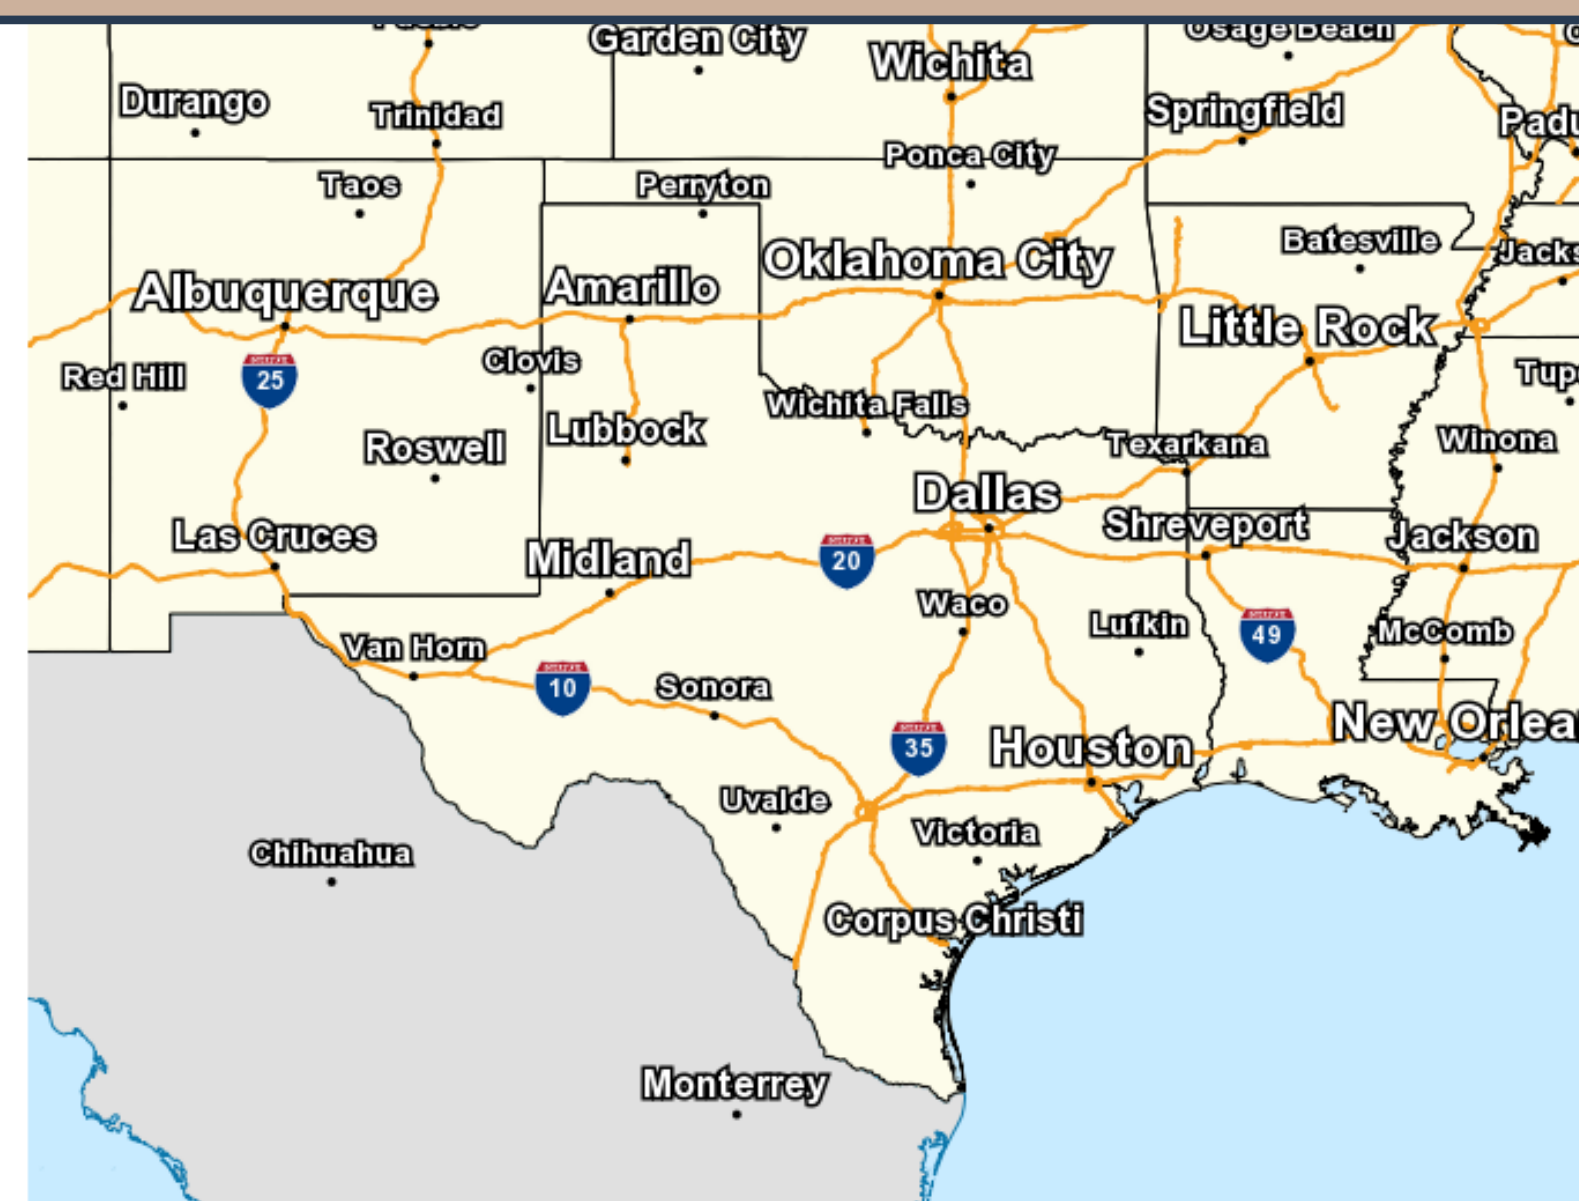 Garden City
Wichita
Durango
Trinidad
Springfield
Ponca City
Taos
Perryton
Batesville
Oklahoma City
Albuquerque
Amarillo
Little Rock
Clovis
Red Hill
25
Wichita Falls
Lubbock
Roswell
Texarkana
Winona
Dallas
Shreveport
Las Cruces
Jackson
Midland
20
Waco
Lufkin
49
McComb
Van Horn
10
Sonora
New Orlea
35
Houston
Uvalde
Victoria
Chihuahua
Corpus Christi
Monterrey